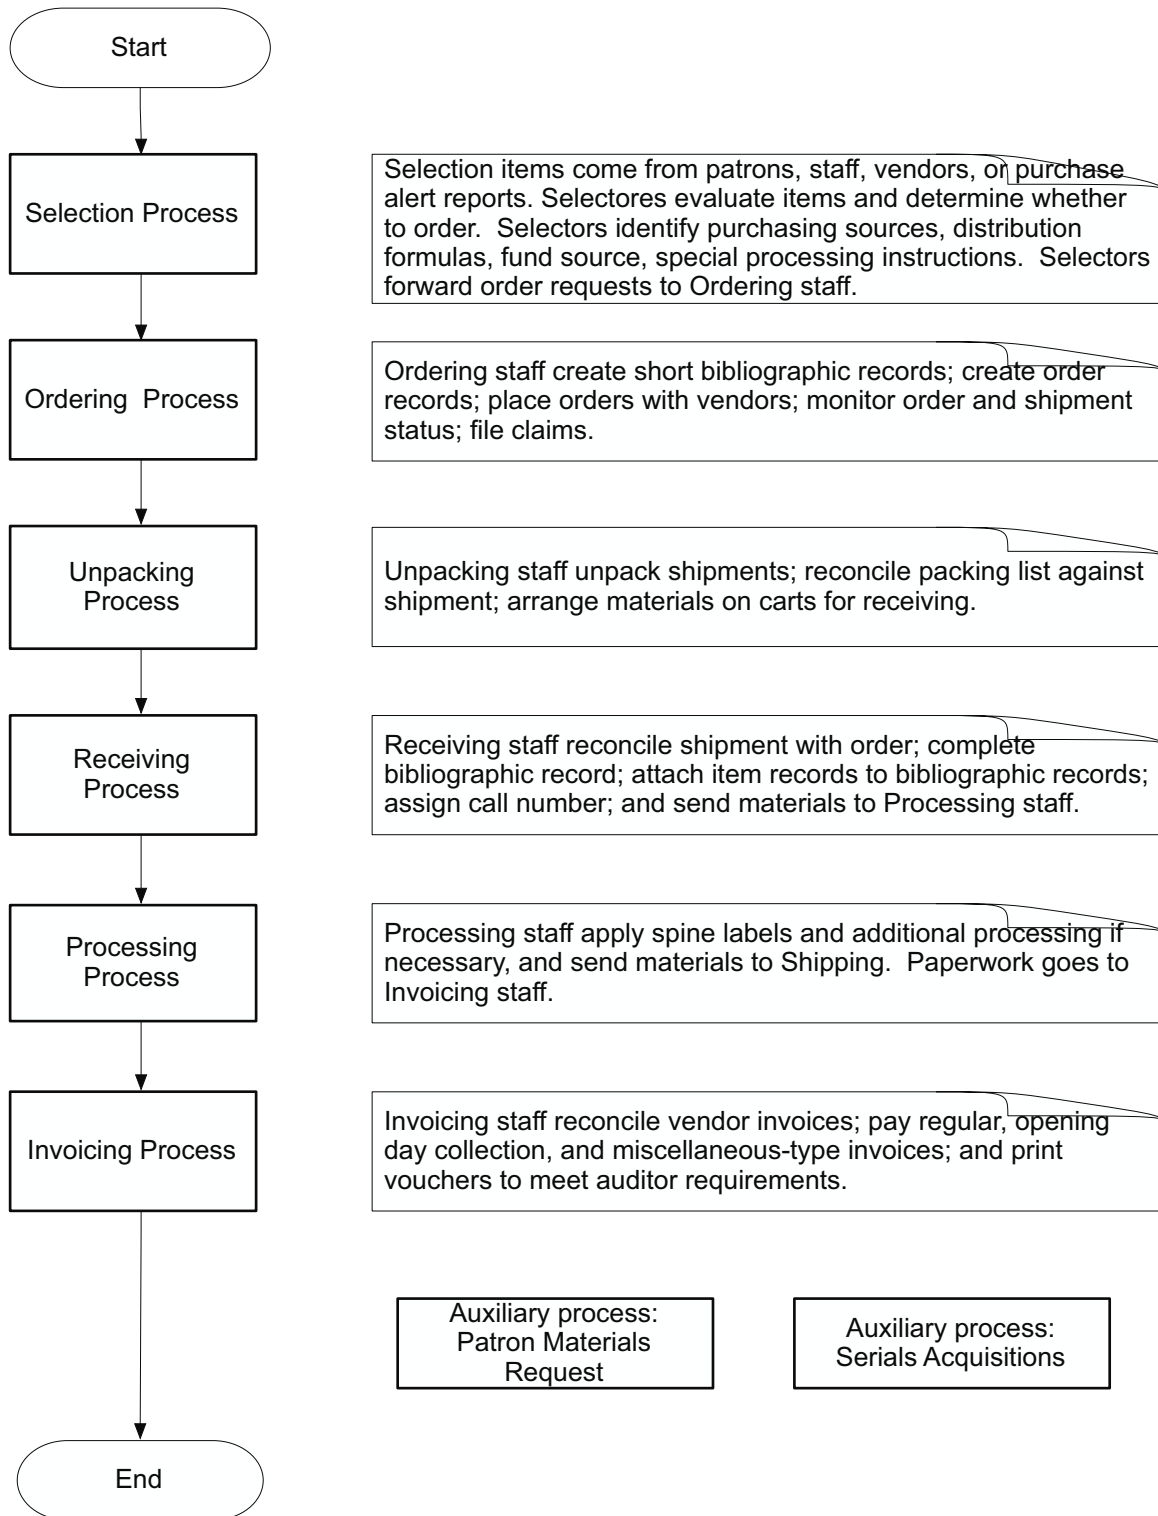 Start
Selection Process
Selection items come from patrons, staff, vendors, or purchase
alert reports. Selectores evaluate items and determine whether
to order.  Selectors identify purchasing sources, distribution
formulas, fund source, special processing instructions.  Selectors
forward order requests to Ordering staff.
Ordering  Process
Ordering staff create short bibliographic records; create order
records; place orders with vendors; monitor order and shipment
status; file claims.
Unpacking
Process
Unpacking staff unpack shipments; reconcile packing list against
shipment; arrange materials on carts for receiving.
Receiving
Process
Receiving staff reconcile shipment with order; complete
bibliographic record; attach item records to bibliographic records;
assign call number; and send materials to Processing staff.
Processing
Process
Processing staff apply spine labels and additional processing if
necessary, and send materials to Shipping.  Paperwork goes to
Invoicing staff.
Invoicing Process
Invoicing staff reconcile vendor invoices; pay regular, opening
day collection, and miscellaneous-type invoices; and print
vouchers to meet auditor requirements.
Auxiliary process:
Patron Materials
Request
Auxiliary process:
Serials Acquisitions
End